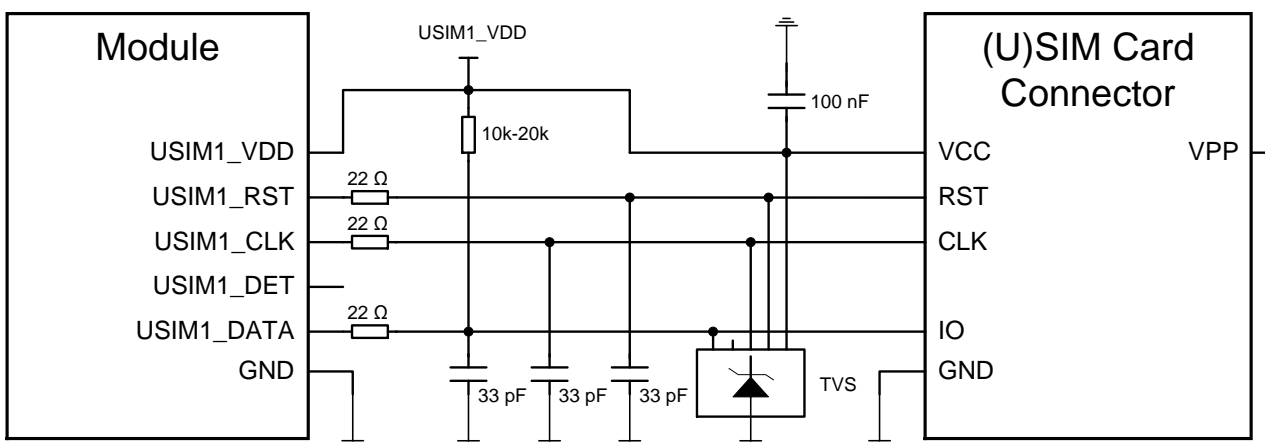 Module
USIM1_VDD
USIM1_RST
USIM1_CLK
USIM1_DET
USIM1_DATA
GND
USIM1_VDD
10k-20k
22 Ω
22 Ω
22 Ω
100 nF
33 pF
33 pF
33 pF
TVS
(U)SIM Card
Connector
VCC
RST
CLK
IO
GND
VPP